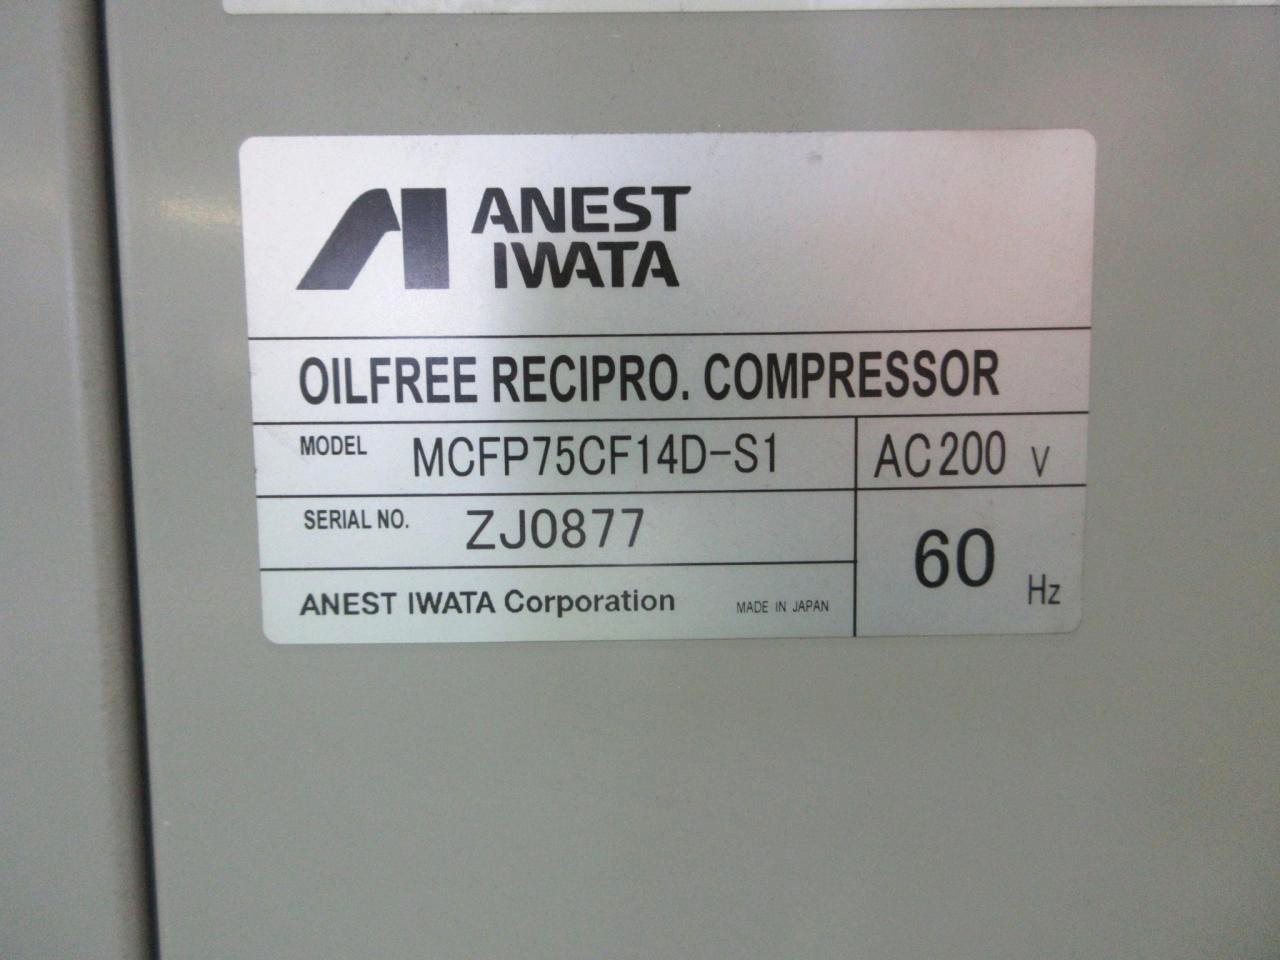 ANEST
IWATA
OILFREE RECIPRO. COMPRESSOR
MODEL MCFP75CF14D-S1 AC200 V
SERIAL NO. ZJ0877
60 Hz
ANEST IWATA Corporation MADE IN JAPAN